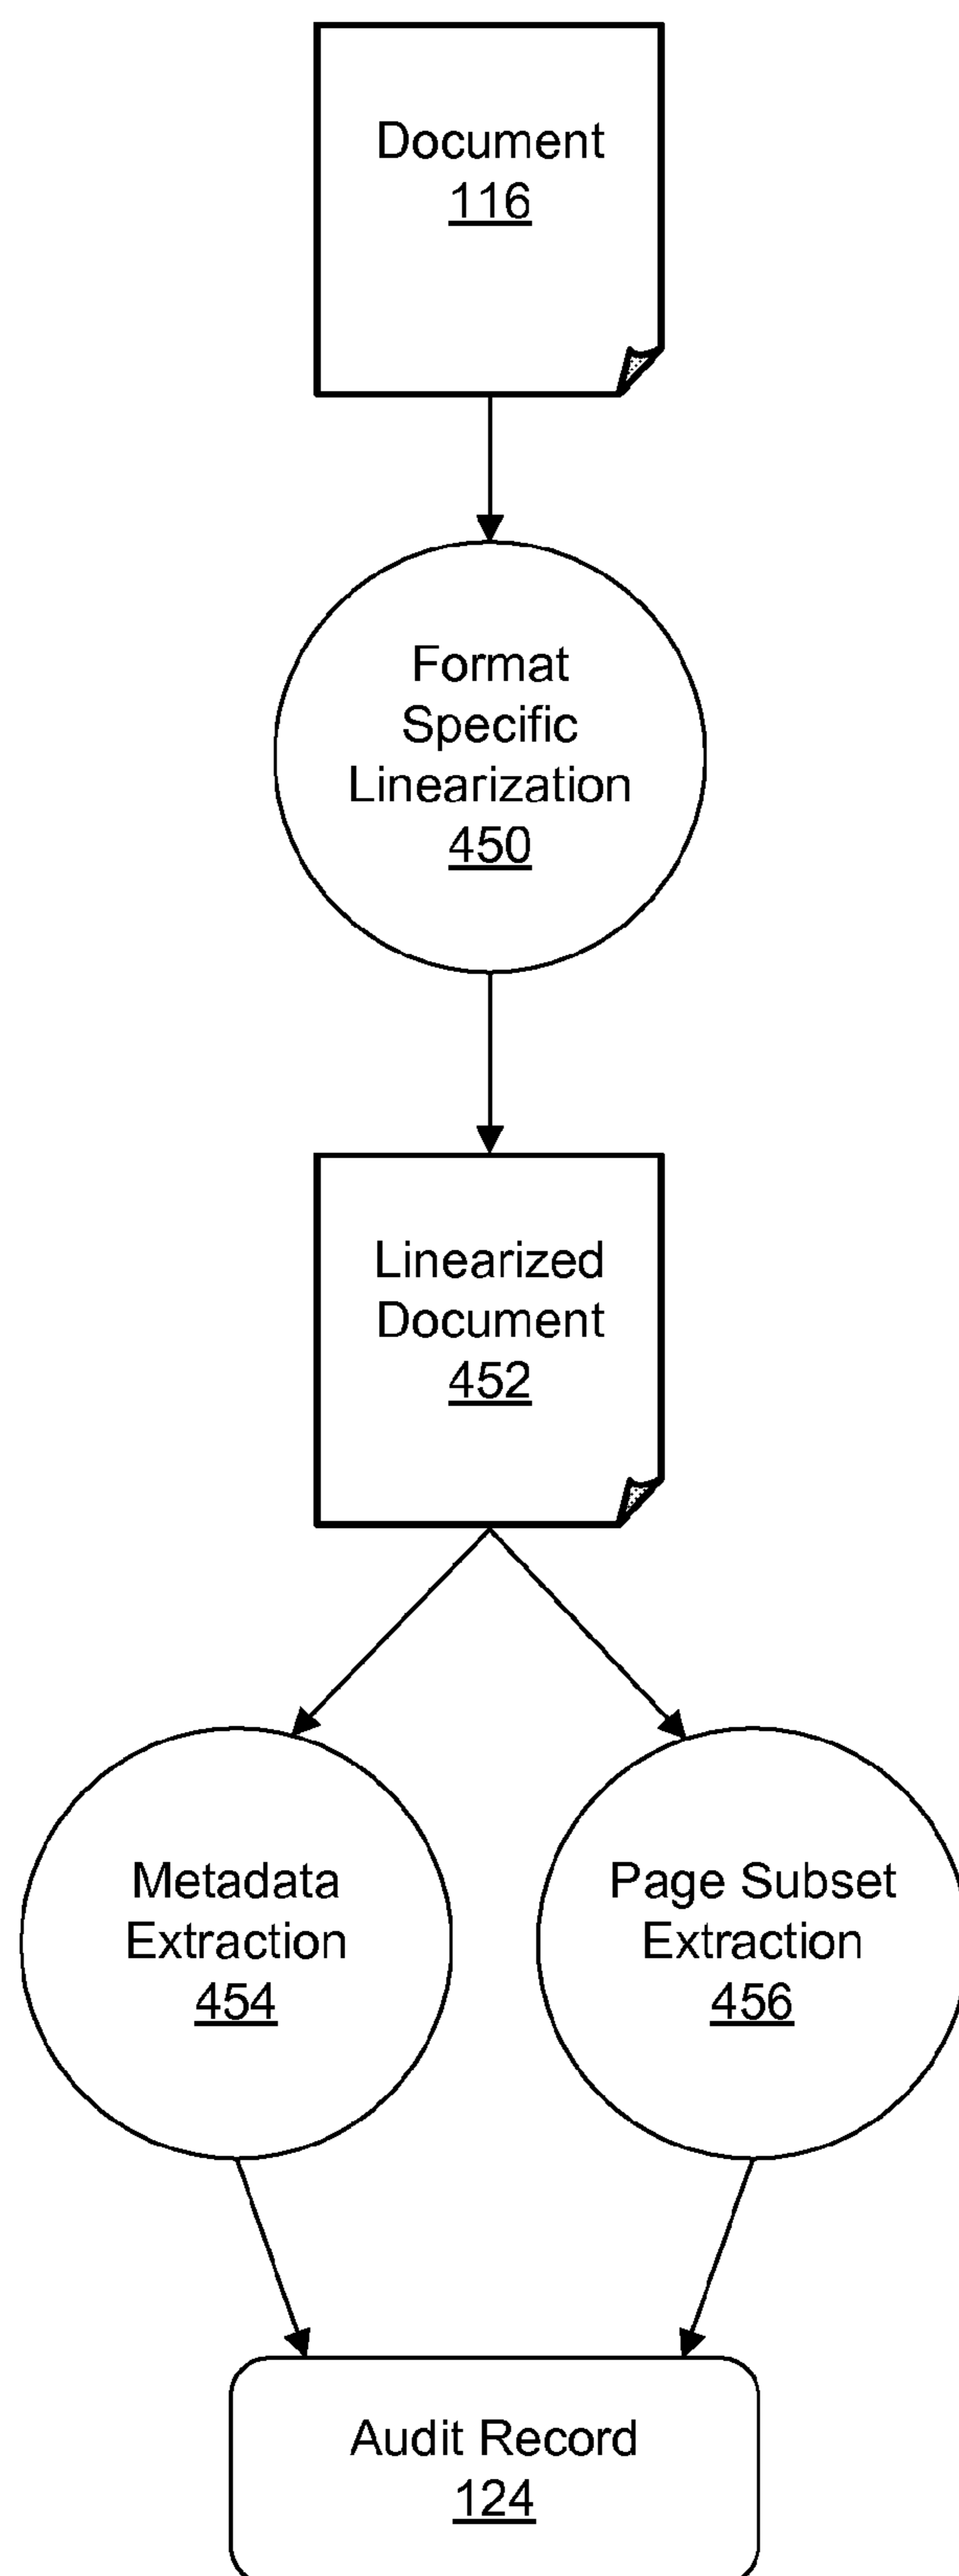 Document
116
Format
Specific
Linearization
450
Linearized
Document
452
Metadata
Extraction
454
Page Subset
Extraction
456
Audit Record
124